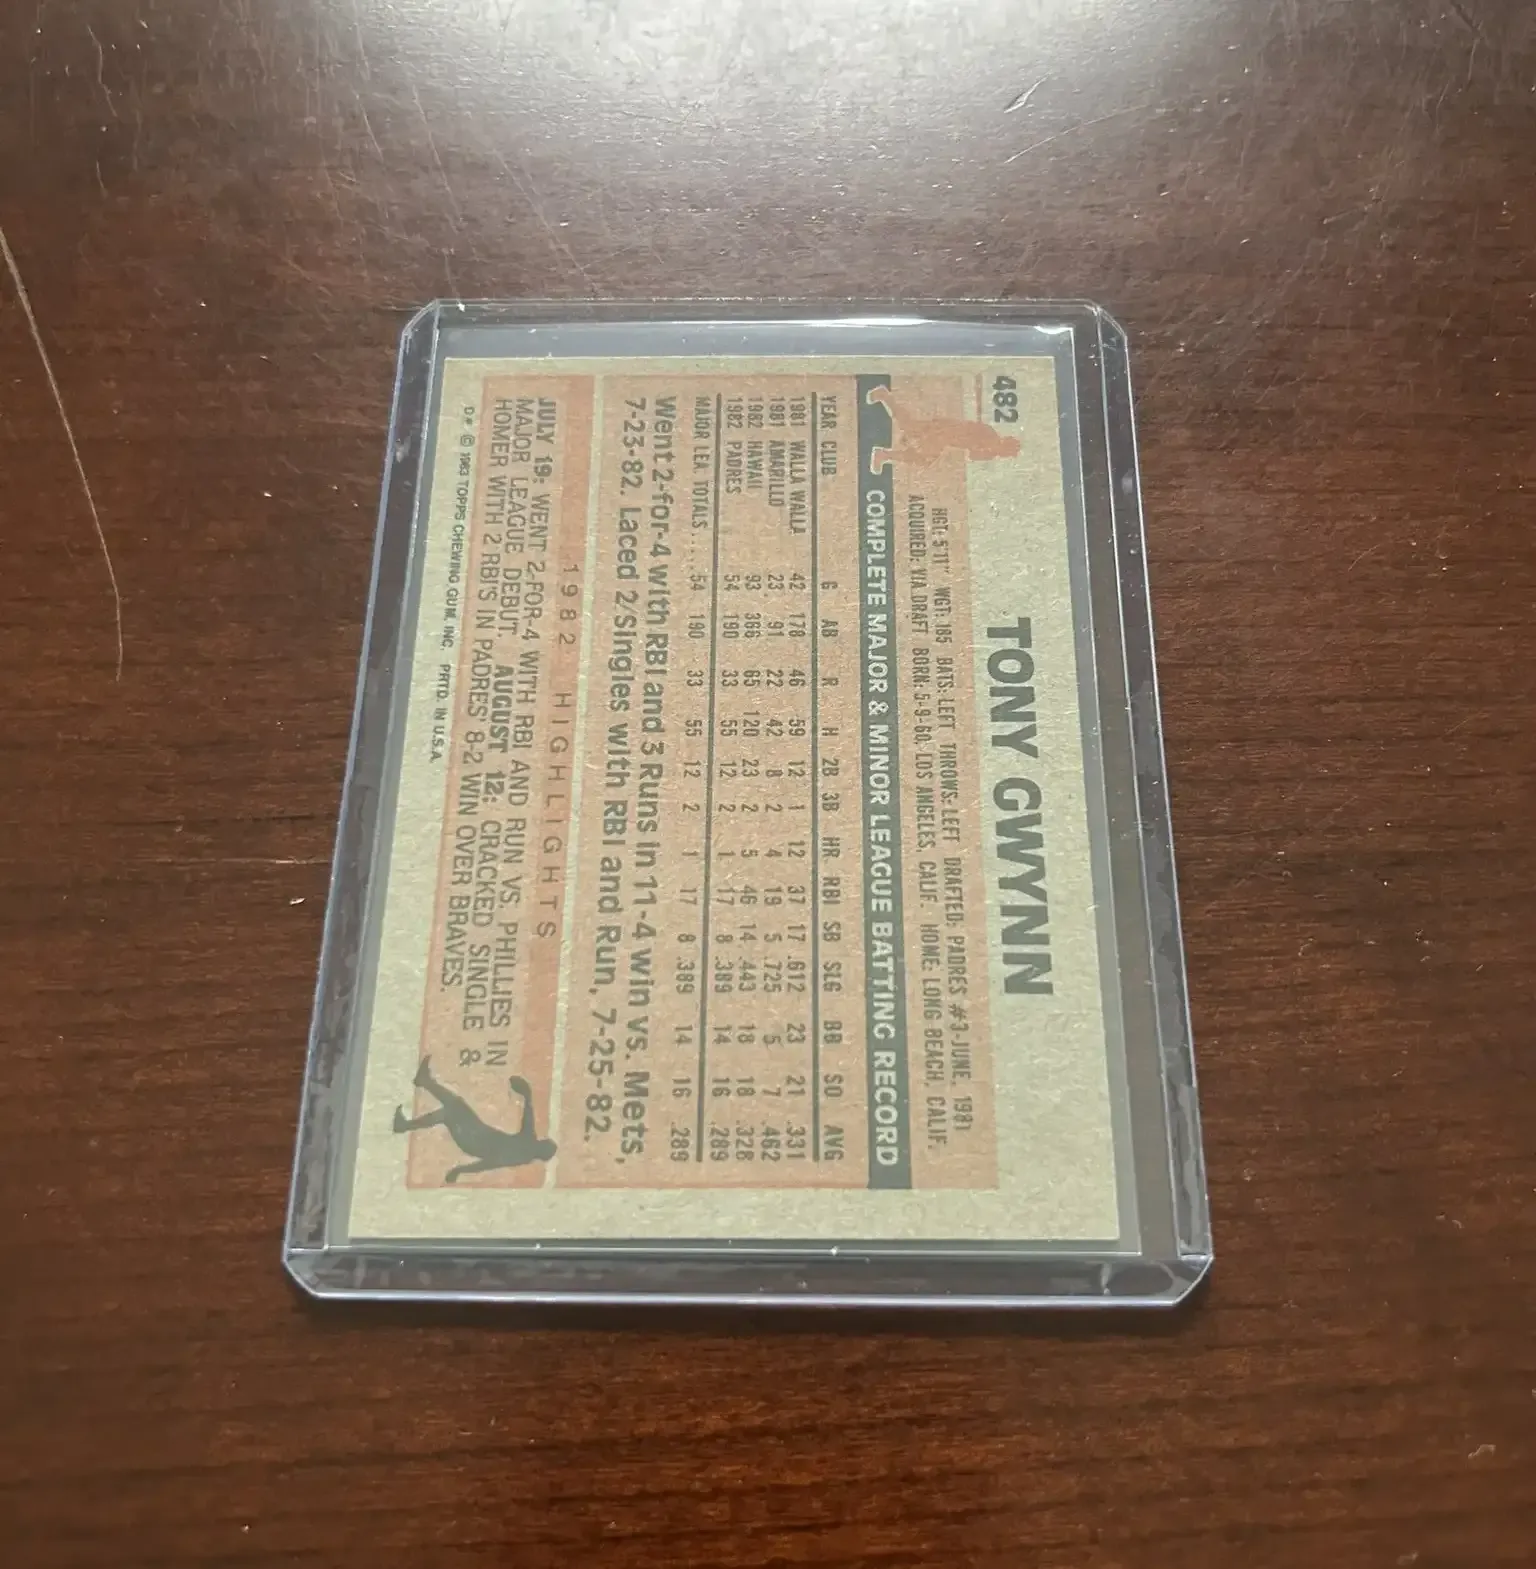 482
TONY GWYNN
HGT: 5'11" WGT: 185 BATS: LEFT THROWS: LEFT DRAFTED: PADRES #3-JUNE, 1981
ACQUIRED: VIA DRAFT BORN: 5-9-60, LOS ANGELES, CALIF. HOME: LONG BEACH, CALIF.
COMPLETE MAJOR & MINOR LEAGUE BATTING RECORD
YEAR CLUB G AB R H 2B 3B HR RBI SB SLG BB SO AVG
1981 WALLA WALLA 42 178 46 59 12 1 12 37 17 .612 23 21 .331
1981 AMARILLO 23 91 22 42 8 2 4 19 5 .725 5 7 .462
1982 HAWAII 93 366 65 120 23 2 5 46 14 .443 18 18 .328
1982 PADRES 54 190 33 55 12 2 1 17 8 .389 14 16 .289
MAJOR LEA. TOTALS.... 54 190 33 55 12 2 1 17 8 .389 14 16 .289
Went 2-for-4 with RBI and 3 Runs in 11-4 win vs. Mets,
7-23-82. Laced 2/Singles with RBI and Run, 7-25-82.
1982 HIGHLIGHTS
JULY 19: WENT 2-FOR-4 WITH RBI AND RUN VS. PHILLIES IN
MAJOR LEAGUE DEBUT. AUGUST 12: CRACKED SINGLE &
HOMER WITH 2 RBI'S IN PADRES' 8-2 WIN OVER BRAVES.
D* © 1983 TOPPS CHEWING GUM, INC. PRTD. IN U.S.A.